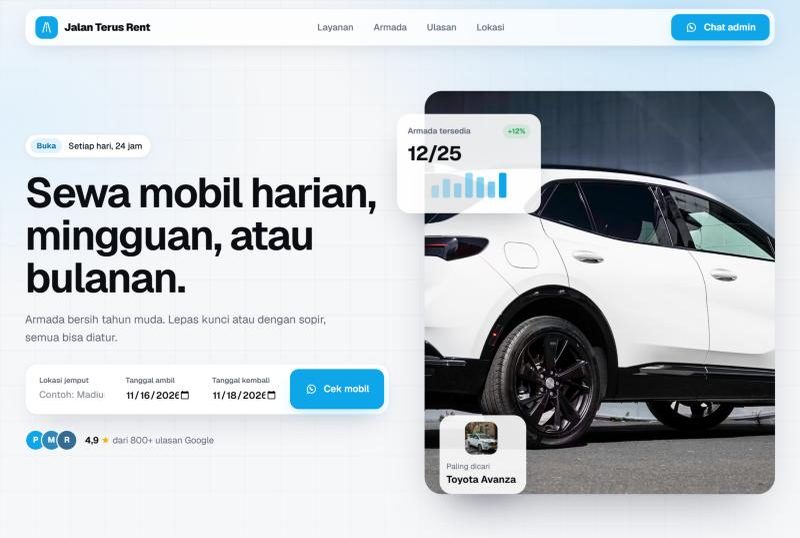 Jalan Terus Rent
Layanan Armada Ulasan Lokasi
Chat admin
Buka Setiap hari, 24 jam
Sewa mobil harian,
mingguan, atau
bulanan.
Armada bersih tahun muda. Lepas kunci atau dengan sopir,
semua bisa diatur.
Lokasi jemput Tanggal ambil Tanggal kembali
Contoh: Madiu 11/16/2026 11/18/2026
Cek mobil
P M R 4,9 ★ dari 800+ ulasan Google
Armada tersedia +12%
12/25
Paling dicari
Toyota Avanza